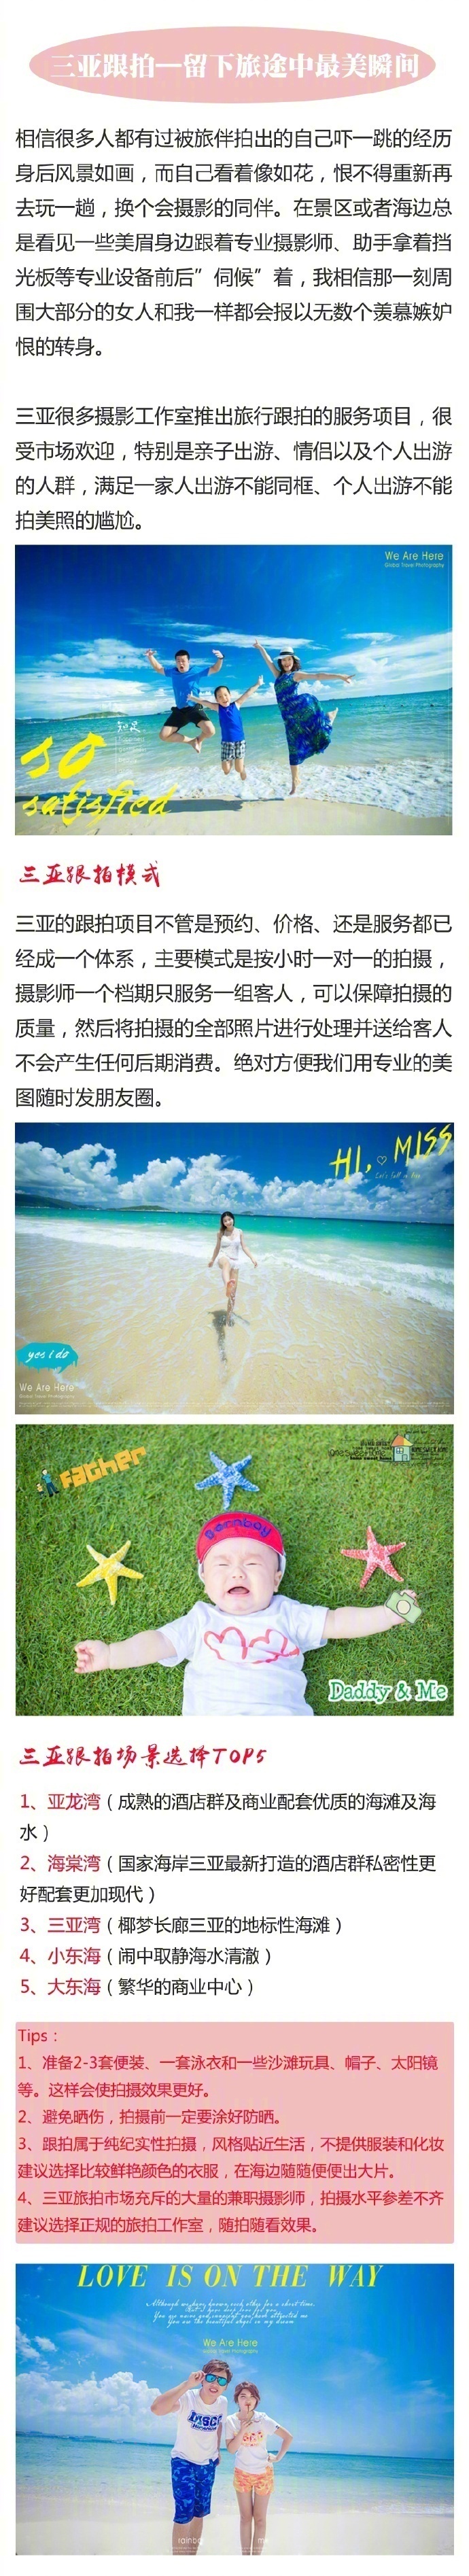 三亚跟拍—留下旅途中最美瞬间
相信很多人都有过被旅伴拍出的自己吓一跳的经历
身后风景如画，而自己看着像如花，恨不得重新再
去玩一趟，换个会摄影的同伴。在景区或者海边总
是看见一些美眉身边跟着专业摄影师、助手拿着挡
光板等专业设备前后”伺候”着，我相信那一刻周
围大部分的女人和我一样都会报以无数个羡慕嫉妒
恨的转身。
三亚很多摄影工作室推出旅行跟拍的服务项目，很
受市场欢迎，特别是亲子出游、情侣以及个人出游
的人群，满足一家人出游不能同框、个人出游不能
拍美照的尴尬。
We Are Here
Global Travel Photography
知足
so
satisfied
三亚跟拍模式
三亚的跟拍项目不管是预约、价格、还是服务都已
经成一个体系，主要模式是按小时一对一的拍摄，
摄影师一个档期只服务一组客人，可以保障拍摄的
质量，然后将拍摄的全部照片进行处理并送给客人
不会产生任何后期消费。绝对方便我们用专业的美
图随时发朋友圈。
HI, MISS
yes i do
We Are Here
Global Travel Photography
Father
Bornboy
Daddy & Me
三亚跟拍场景选择TOP5
1、亚龙湾（成熟的酒店群及商业配套优质的海滩及海
水）
2、海棠湾（国家海岸三亚最新打造的酒店群私密性更
好配套更加现代）
3、三亚湾（椰梦长廊三亚的地标性海滩）
4、小东海（闹中取静海水清澈）
5、大东海（繁华的商业中心）
Tips：
1、准备2-3套便装、一套泳衣和一些沙滩玩具、帽子、太阳镜
等。这样会使拍摄效果更好。
2、避免晒伤，拍摄前一定要涂好防晒。
3、跟拍属于纯纪实性拍摄，风格贴近生活，不提供服装和化妆
建议选择比较鲜艳颜色的衣服，在海边随随便便出大片。
4、三亚旅拍市场充斥的大量的兼职摄影师，拍摄水平参差不齐
建议选择正规的旅拍工作室，随拍随看效果。
LOVE IS ON THE WAY
Although we have known each other for a short time,
We Are Here
Global Travel Photography